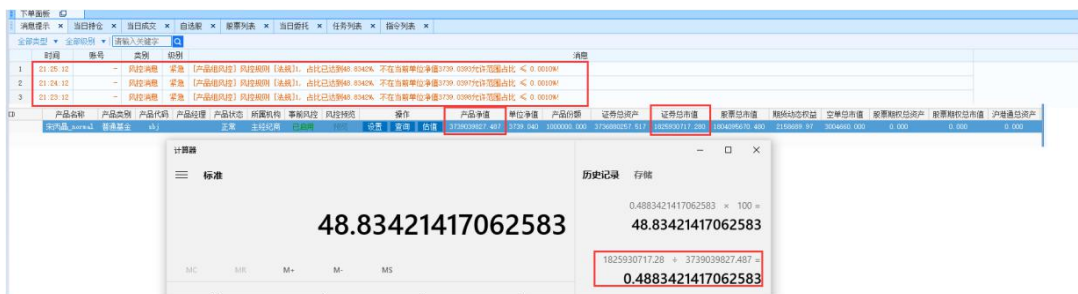 下单面板
消息提示 × 当日持仓 × 当日成交 × 自选股 × 股票列表 × 当日委托 × 任务列表 × 指令列表 ×
全部类型 全部级别 请输入关键字
时间 账号 类别 级别 消息
1 21:25:12 — 风控消息 紧急 [产品组风控] 风控规则 [法规]1, 占比已达到48.8342%, 不在当前单位净值3739.0393允许范围占比 ≤ 0.0010%!
2 21:24:12 — 风控消息 紧急 [产品组风控] 风控规则 [法规]1, 占比已达到48.8342%, 不在当前单位净值3739.0397允许范围占比 ≤ 0.0010%!
3 21:23:12 — 风控消息 紧急 [产品组风控] 风控规则 [法规]1, 占比已达到48.8342%, 不在当前单位净值3739.0398允许范围占比 ≤ 0.0010%!
产品名称 产品类别 产品代码 产品经理 产品状态 所属机构 事前风控 风控预览 操作 产品净值 单位净值 产品份额 证券总资产 证券总市值 股票总市值 期货动态权益 空单总市值 股票期权总资产 股票期权总市值 沪港通总资产
normal 普通基金 sbj 正常 主经纪商 已启用 设置 查询 估值 3739039827.487 3739.040 1000000.000 3736880257.517 1825930717.280 1804095670.480 2158689.97 3004660.000 0.000 0.000 0.000
计算器
标准 历史记录 存储
0.4883421417062583 × 100 =
48.83421417062583 48.83421417062583
1825930717.28 ÷ 3739039827.487 =
MC MR M+ M- MS
0.4883421417062583